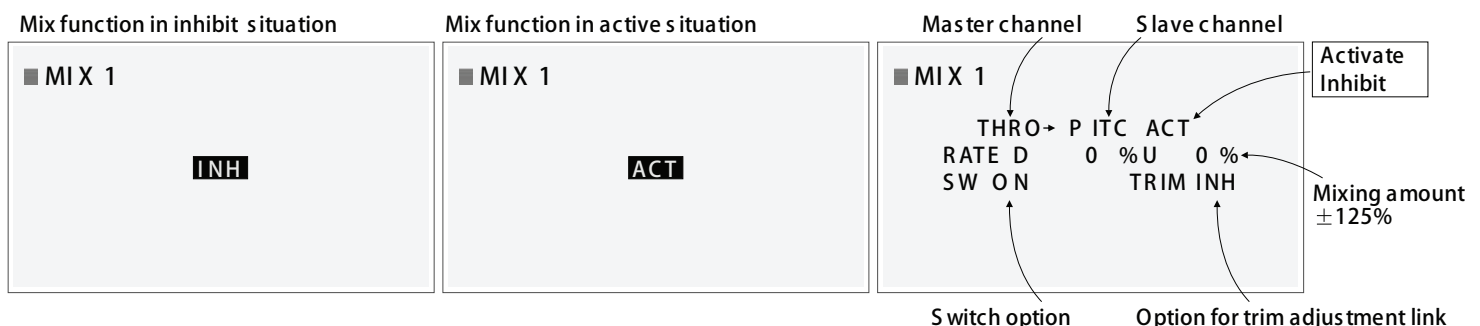 Mix function in inhibit situation
MIX 1
INH
Mix function in active situation
MIX 1
ACT
Master channel
Slave channel
Activate
Inhibit
MIX 1
THRO→ PITC ACT
RATE D 0 %U 0 %
SW ON TRIM INH
Mixing amount
±125%
Switch option
Option for trim adjustment link